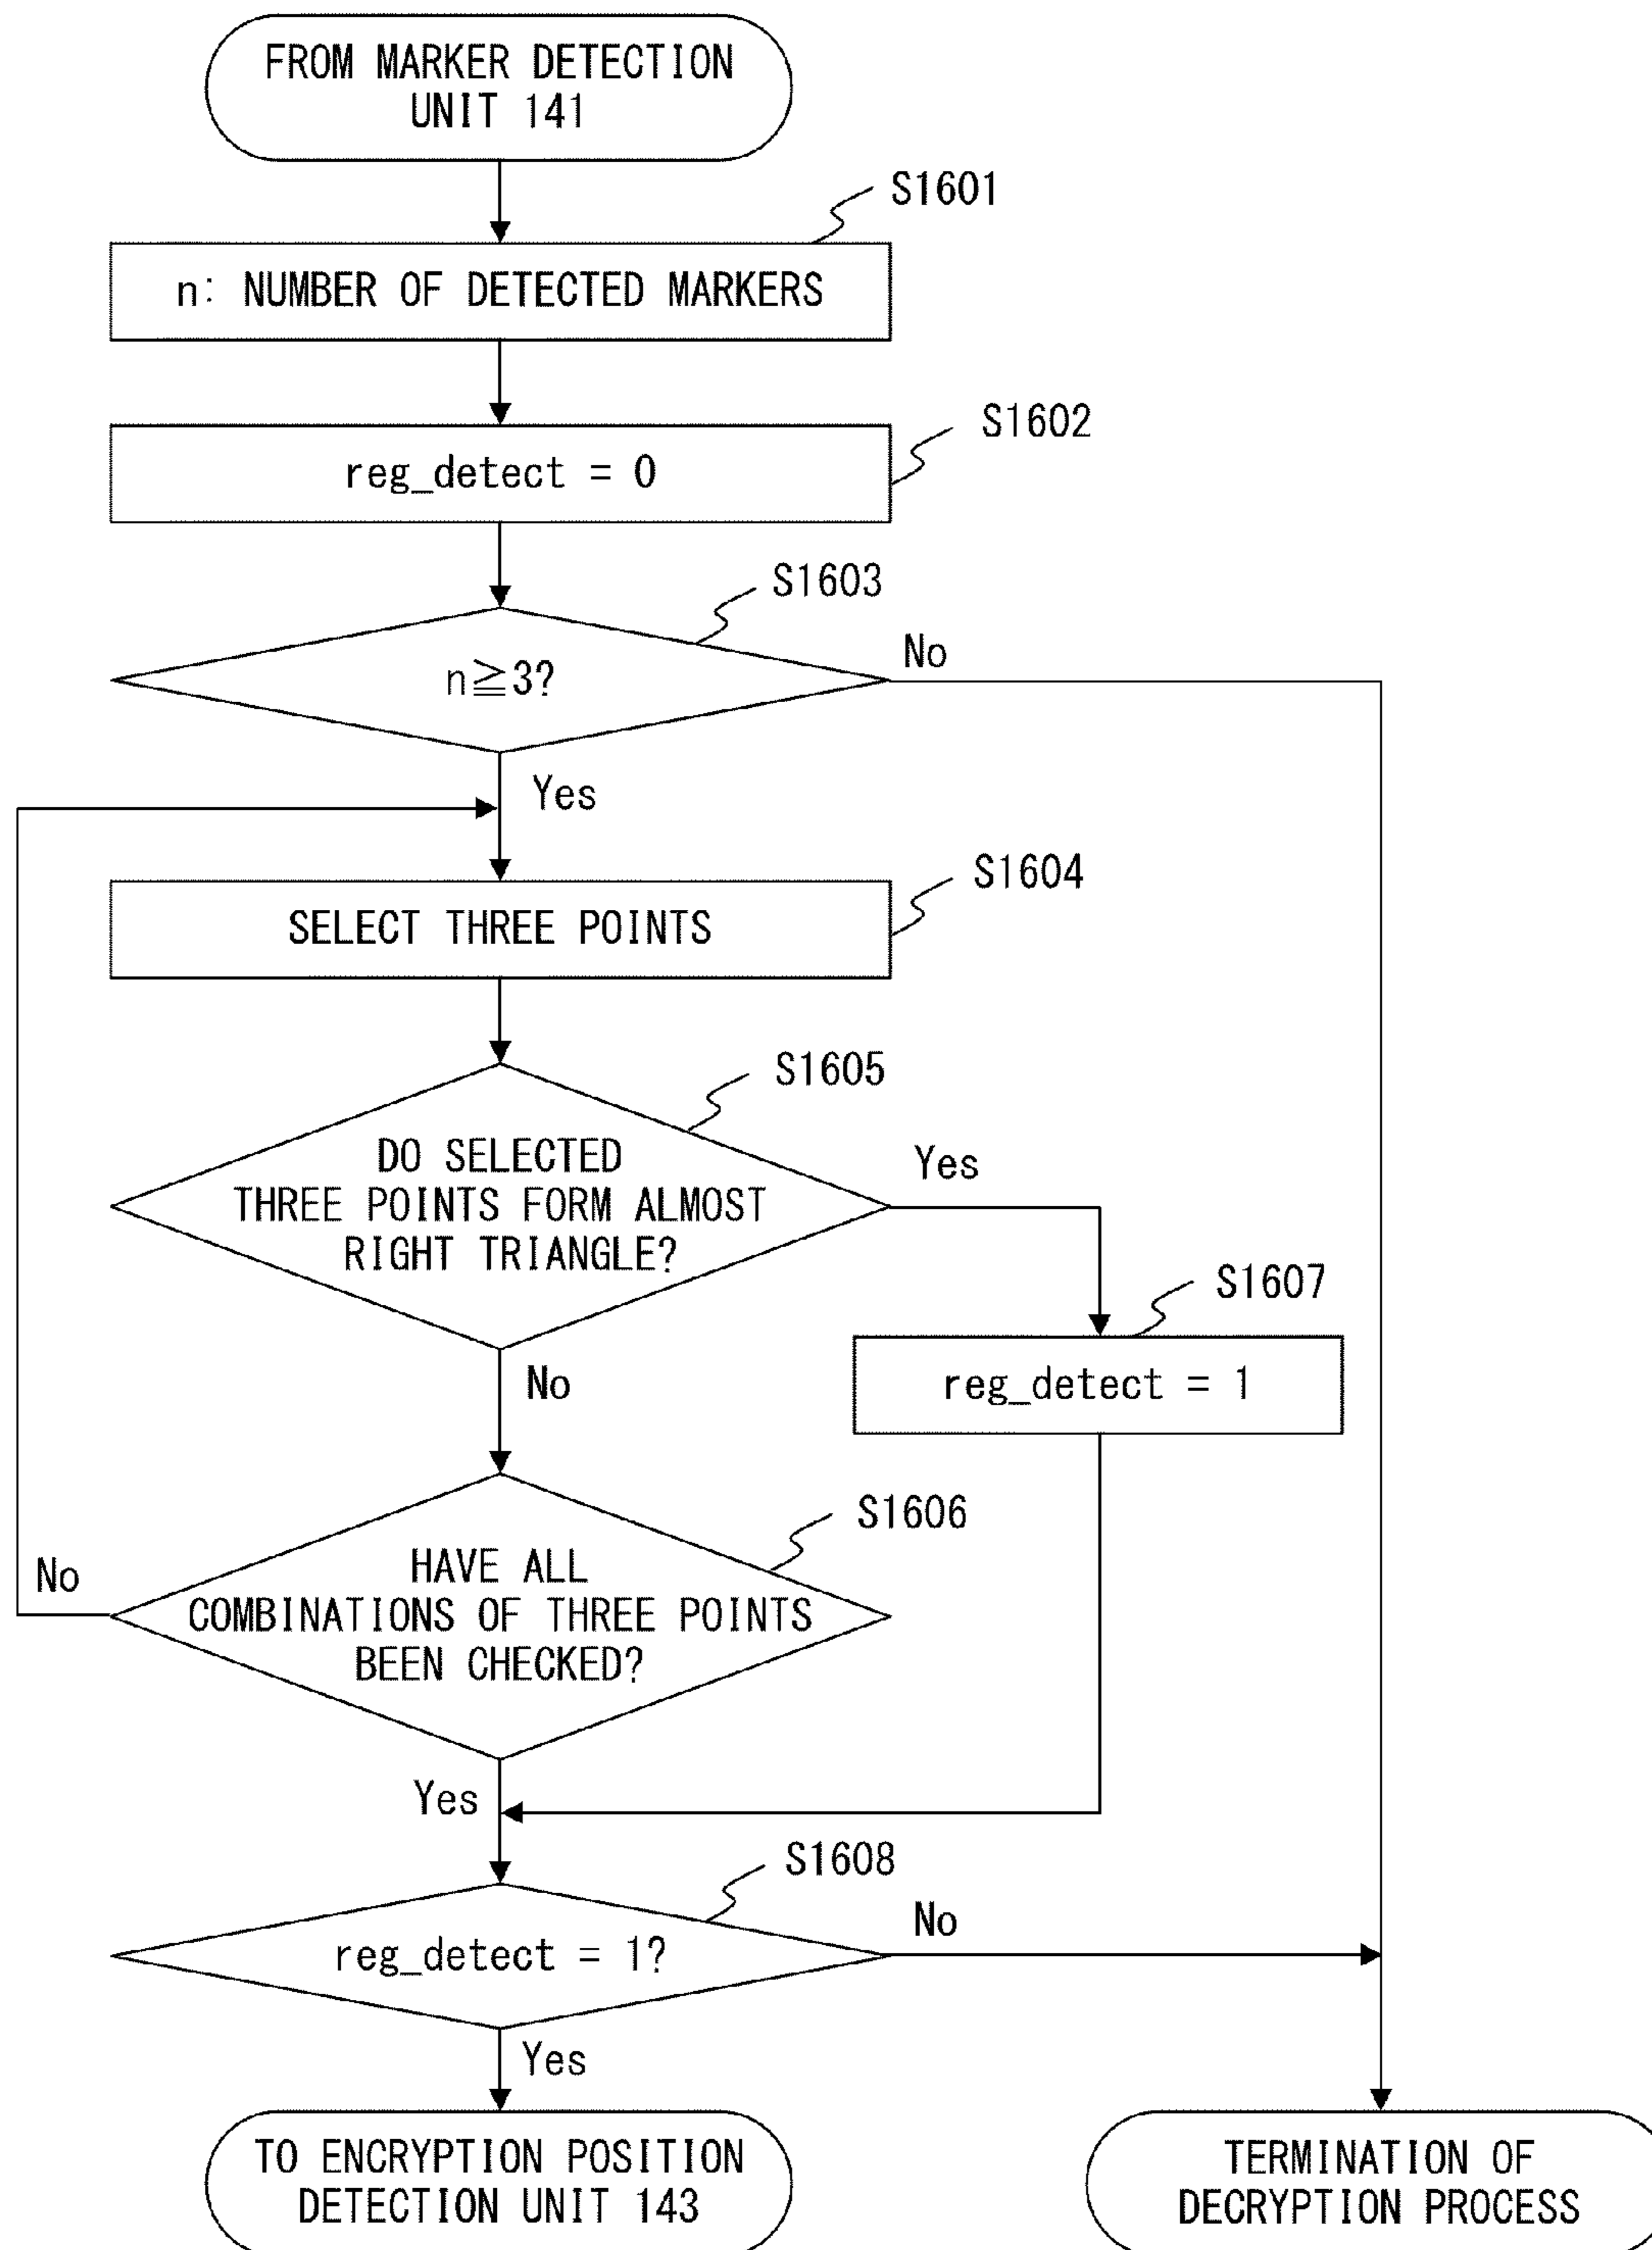 FROM MARKER DETECTION
UNIT 141
S1601
n: NUMBER OF DETECTED MARKERS
S1602
reg_detect = 0
S1603
n≧3?
No
Yes
S1604
SELECT THREE POINTS
S1605
DO SELECTED
THREE POINTS FORM ALMOST
RIGHT TRIANGLE?
Yes
S1607
reg_detect = 1
No
S1606
HAVE ALL
COMBINATIONS OF THREE POINTS
BEEN CHECKED?
No
Yes
S1608
reg_detect = 1?
No
Yes
TO ENCRYPTION POSITION
DETECTION UNIT 143
TERMINATION OF
DECRYPTION PROCESS